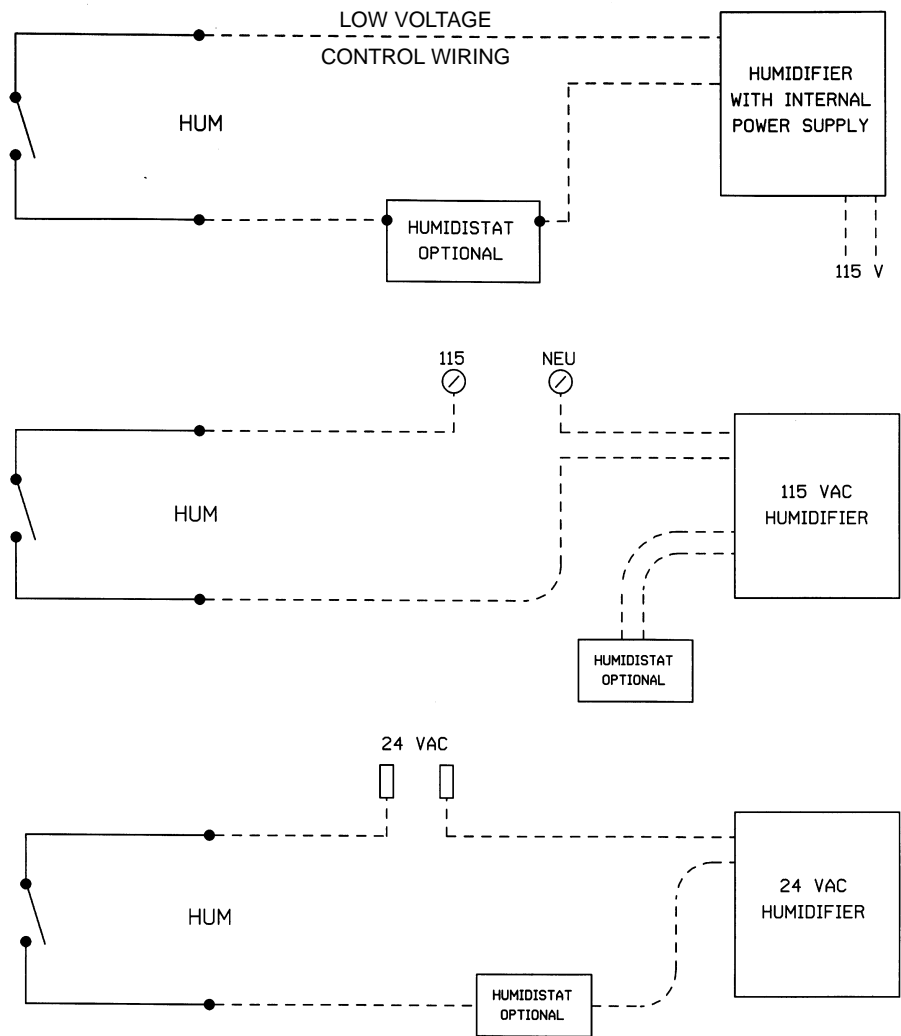 LOW VOLTAGE
CONTROL WIRING
HUMIDIFIER
WITH INTERNAL
POWER SUPPLY
HUM
HUMIDISTAT
OPTIONAL
115 V
115
NEU
115 VAC
HUMIDIFIER
HUM
HUMIDISTAT
OPTIONAL
24 VAC
24 VAC
HUMIDIFIER
HUM
HUMIDISTAT
OPTIONAL